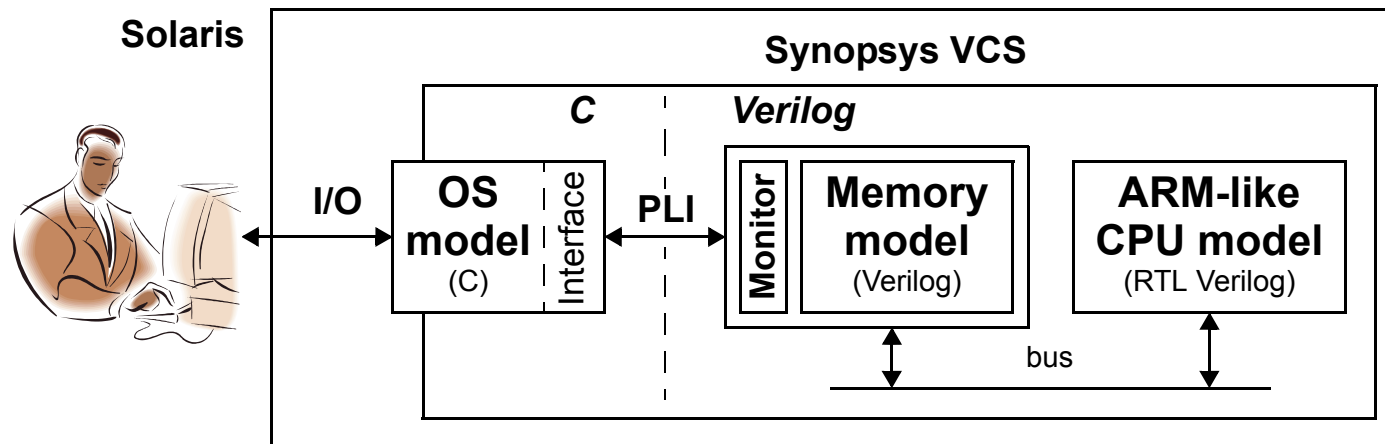 Solaris
Synopsys VCS
C
Verilog
I/O
OS
model
(C)
Interface
PLI
Monitor
Memory
model
(Verilog)
ARM-like
CPU model
(RTL Verilog)
bus